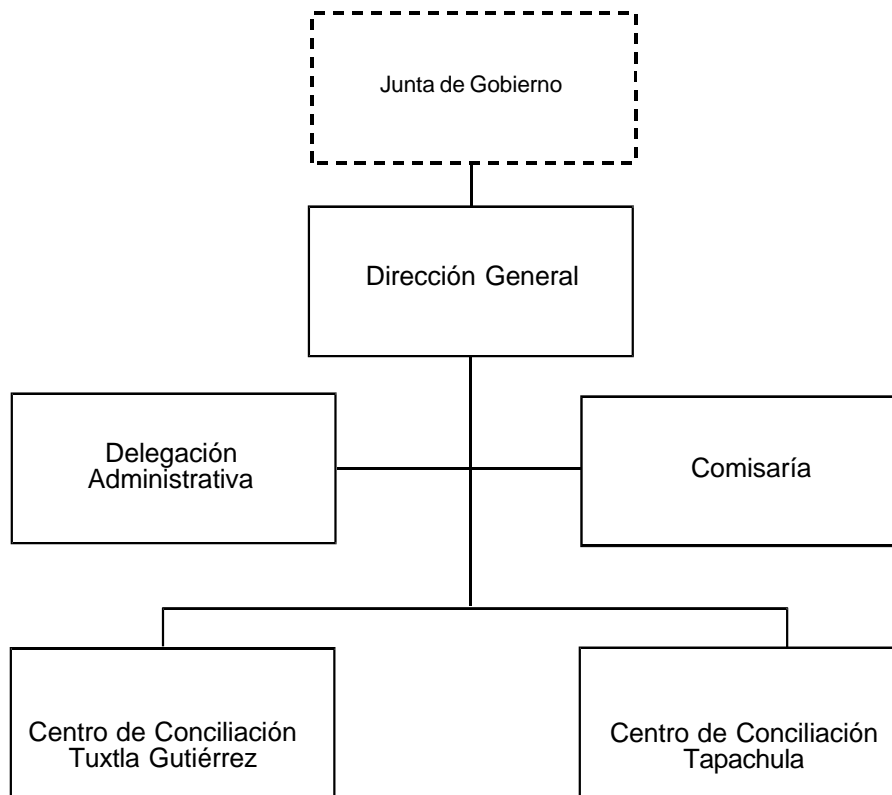 Junta de Gobierno
Dirección General
Delegación
Administrativa
Comisaría
Centro de Conciliación
Tuxtla Gutiérrez
Centro de Conciliación
Tapachula